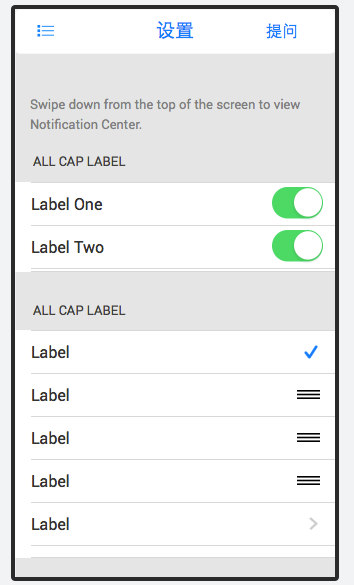 设置
提问
Swipe down from the top of the screen to view
Notification Center.
ALL CAP LABEL
Label One
Label Two
ALL CAP LABEL
Label
Label
Label
Label
Label